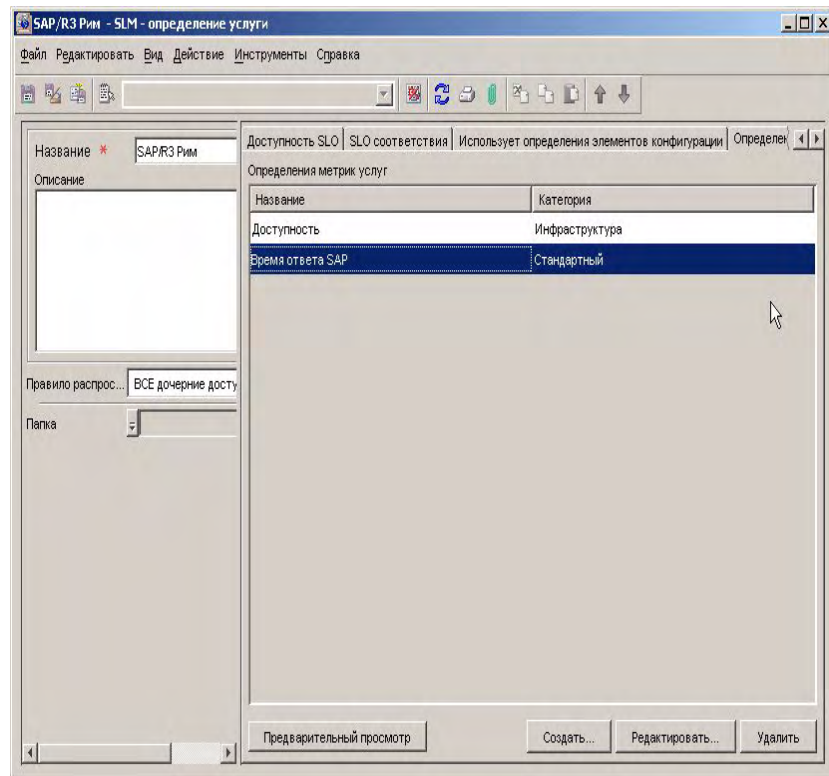 SAP/R3 Рим - SLM - определение услуги
Файл Редактировать Вид Действие Инструменты Справка
Название * SAP/R3 Рим
Описание
Правило распрос... ВСЕ дочерние досту
Папка
Доступность SLO SLO соответствия Использует определения элементов конфигурации Определен
Определения метрик услуг
Название Категория
Доступность Инфраструктура
Время ответа SAP Стандартный
Предварительный просмотр Создать... Редактировать... Удалить